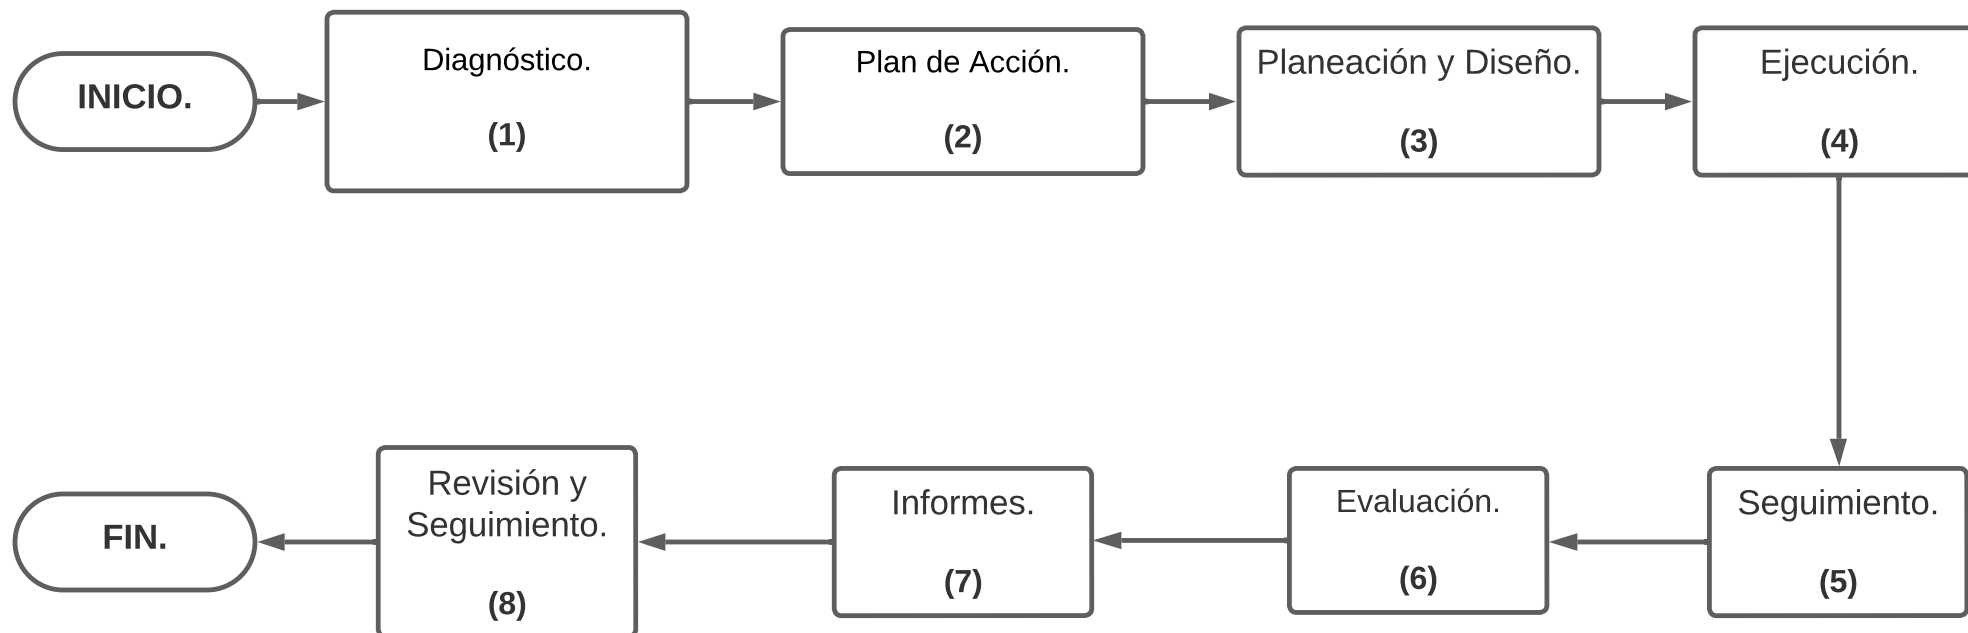 INICIO.
Diagnóstico.
(1)
Plan de Acción.
(2)
Planeación y Diseño.
(3)
Ejecución.
(4)
Seguimiento.
(5)
Evaluación.
(6)
Informes.
(7)
Revisión y
Seguimiento.
(8)
FIN.